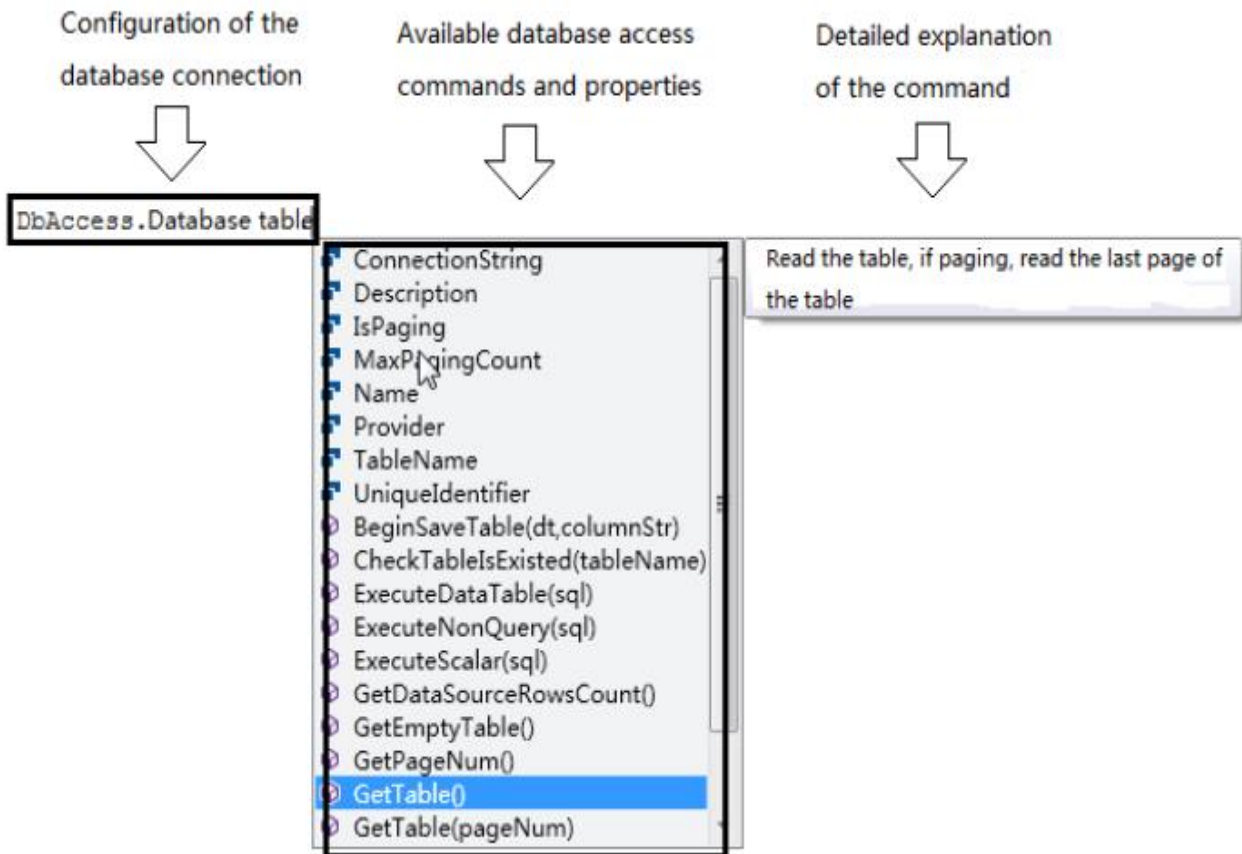 Configuration of the
database connection
Available database access
commands and properties
Detailed explanation
of the command
DbAccess.Database table
ConnectionString
Description
IsPaging
MaxPagingCount
Name
Provider
TableName
UniqueIdentifier
BeginSaveTable(dt,columnStr)
CheckTableIsExisted(tableName)
ExecuteDataTable(sql)
ExecuteNonQuery(sql)
ExecuteScalar(sql)
GetDataSourceRowsCount()
GetEmptyTable()
GetPageNum()
GetTable()
GetTable(pageNum)
Read the table, if paging, read the last page of
the table